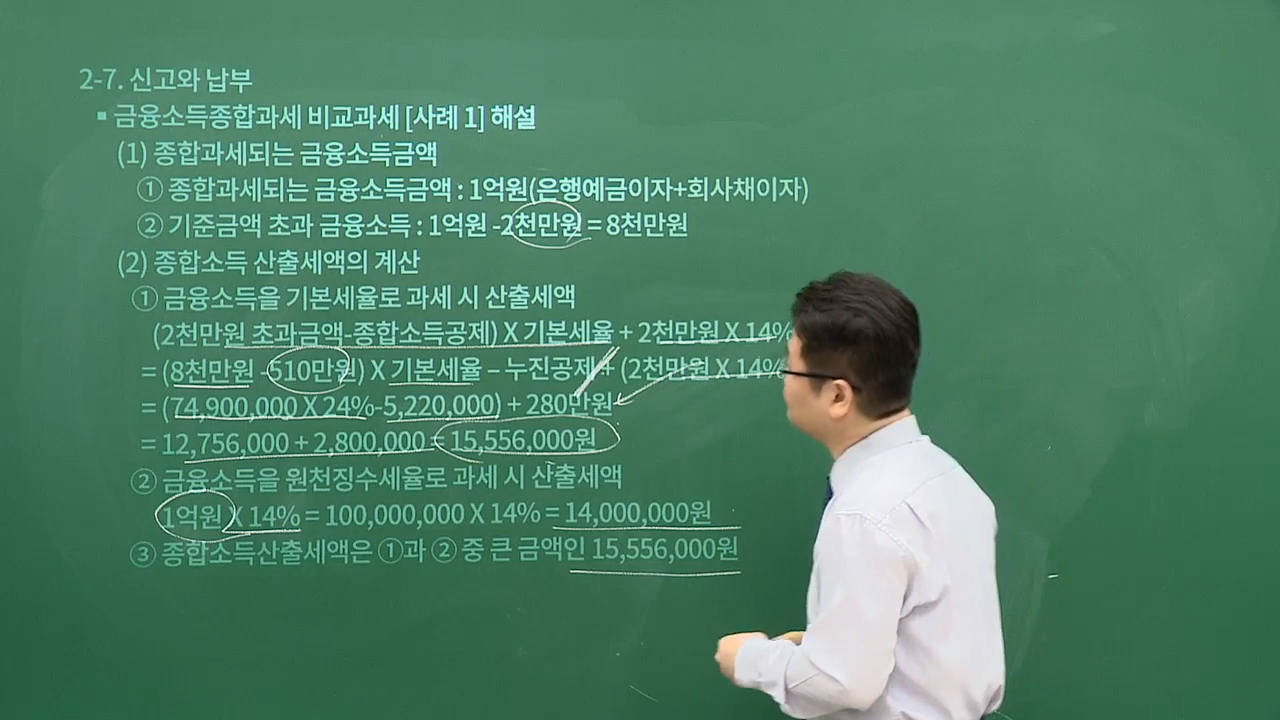 2-7. 신고와 납부
▪ 금융소득종합과세 비교과세 [사례 1] 해설
(1) 종합과세되는 금융소득금액
① 종합과세되는 금융소득금액 : 1억원(은행예금이자+회사채이자)
② 기준금액 초과 금융소득 : 1억원 -2천만원 = 8천만원
(2) 종합소득 산출세액의 계산
① 금융소득을 기본세율로 과세 시 산출세액
(2천만원 초과금액-종합소득공제) X 기본세율 + 2천만원 X 14%
= (8천만원 -510만원) X 기본세율 – 누진공제 + (2천만원 X 14%
= (74,900,000 X 24%-5,220,000) + 280만원
= 12,756,000 + 2,800,000 = 15,556,000원
② 금융소득을 원천징수세율로 과세 시 산출세액
1억원 X 14% = 100,000,000 X 14% = 14,000,000원
③ 종합소득산출세액은 ①과 ② 중 큰 금액인 15,556,000원